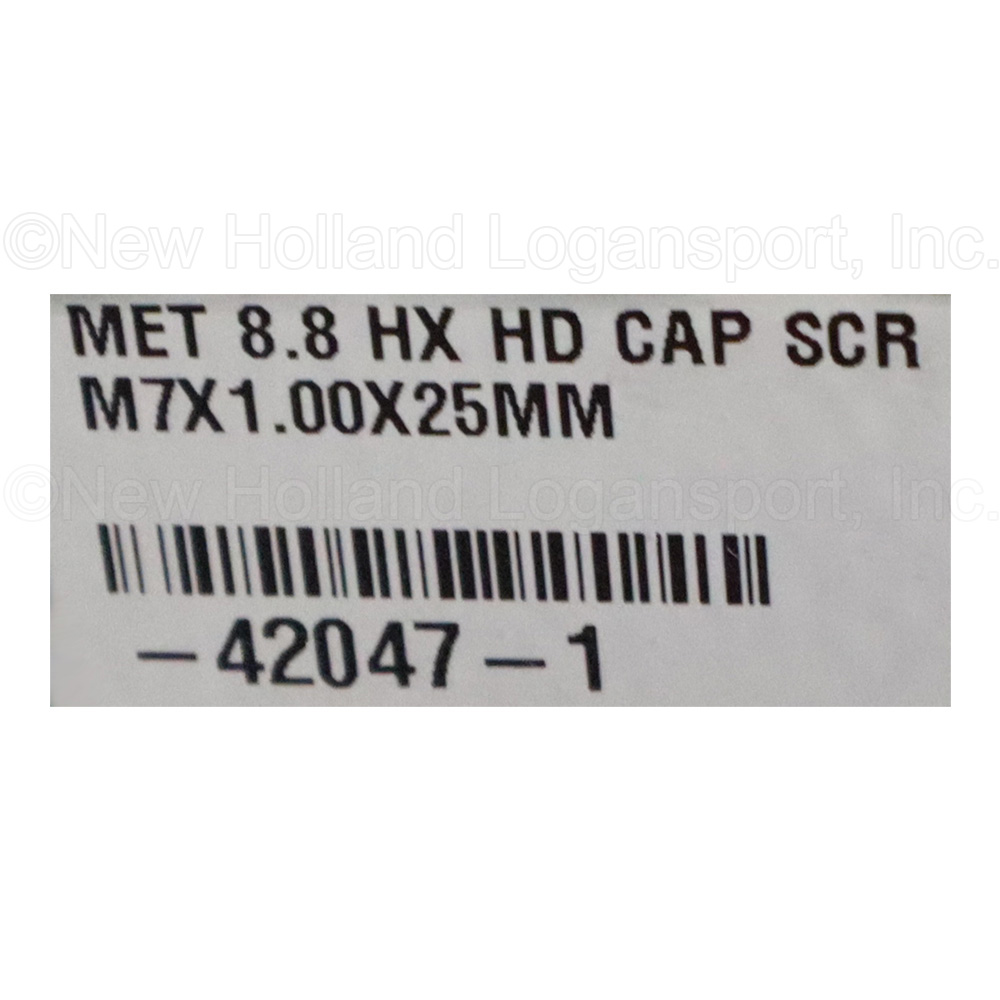 ©New Holland Logansport, Inc.
MET 8.8 HX HD CAP SCR
M7X1.00X25MM
©New Holland Logansport, Inc.
-42047-1